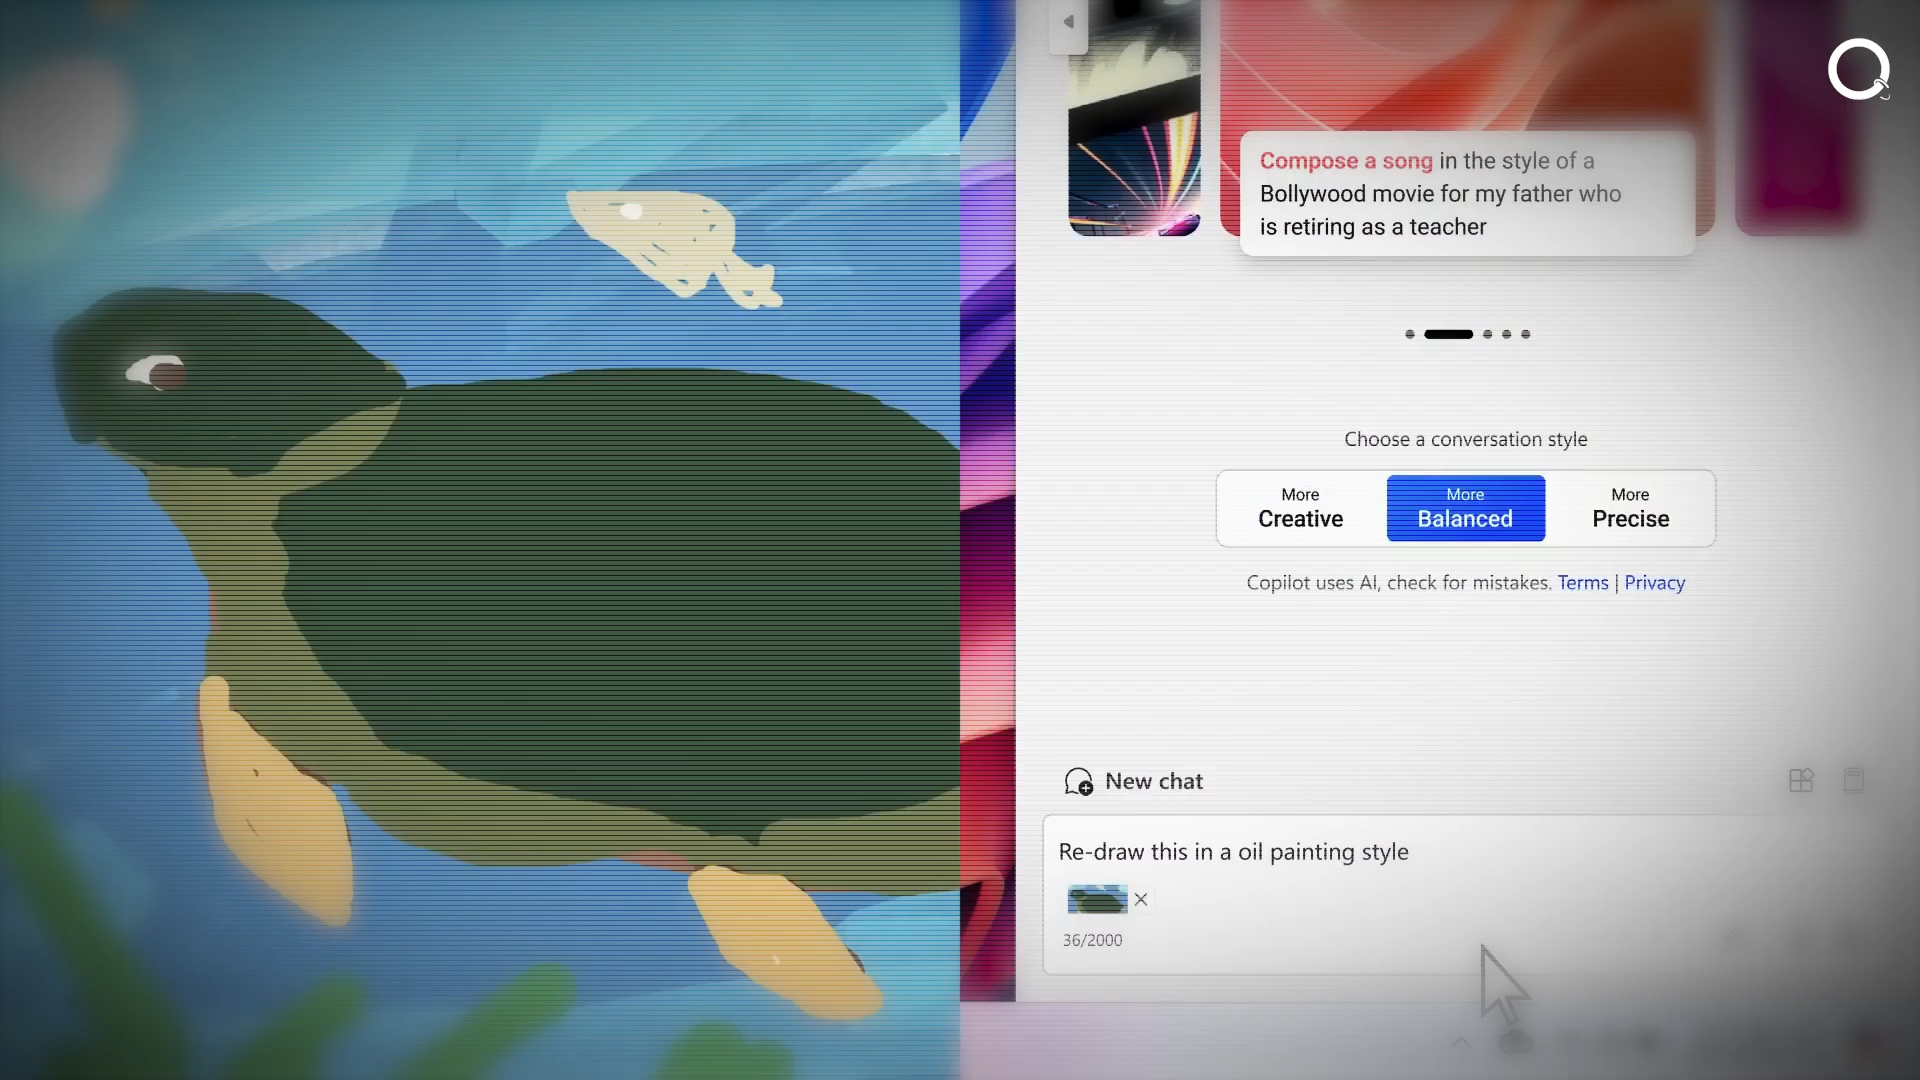 Compose a song in the style of a
Bollywood movie for my father who
is retiring as a teacher
Choose a conversation style
More
Creative
More
Balanced
More
Precise
Copilot uses AI, check for mistakes. Terms | Privacy
New chat
Re-draw this in a oil painting style
36/2000